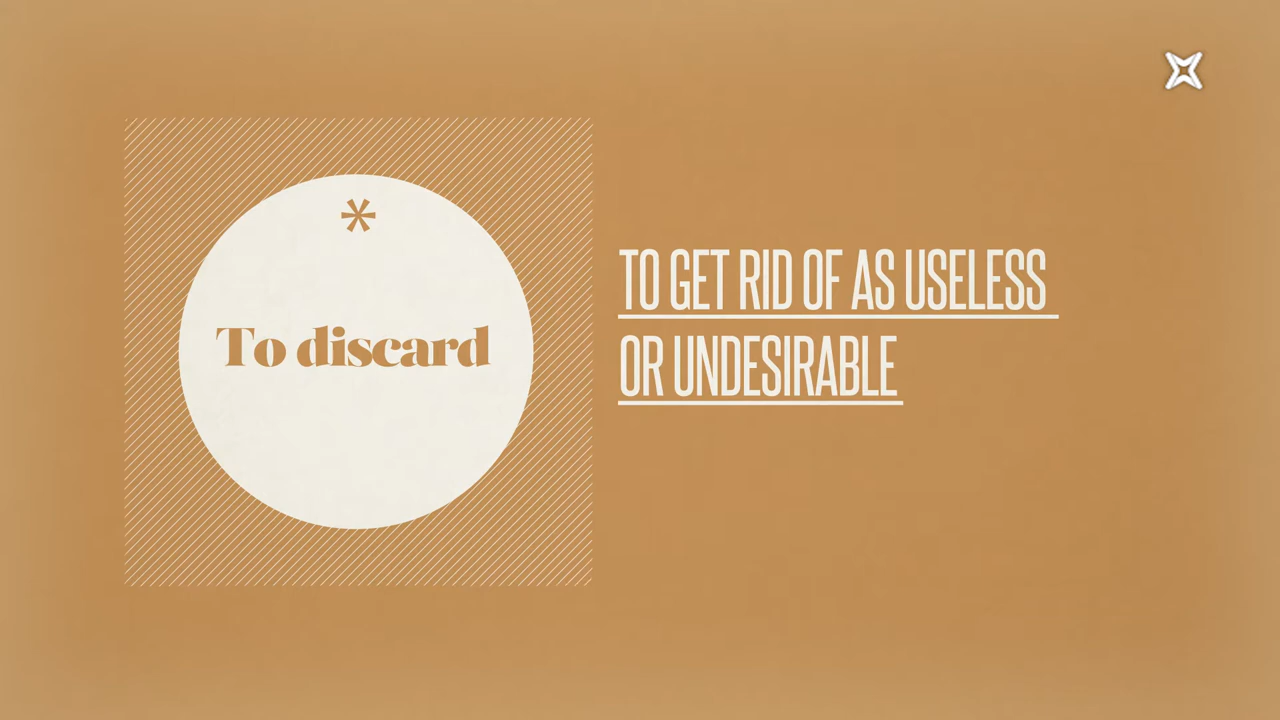 *
To discard
TO GET RID OF AS USELESS
OR UNDESIRABLE